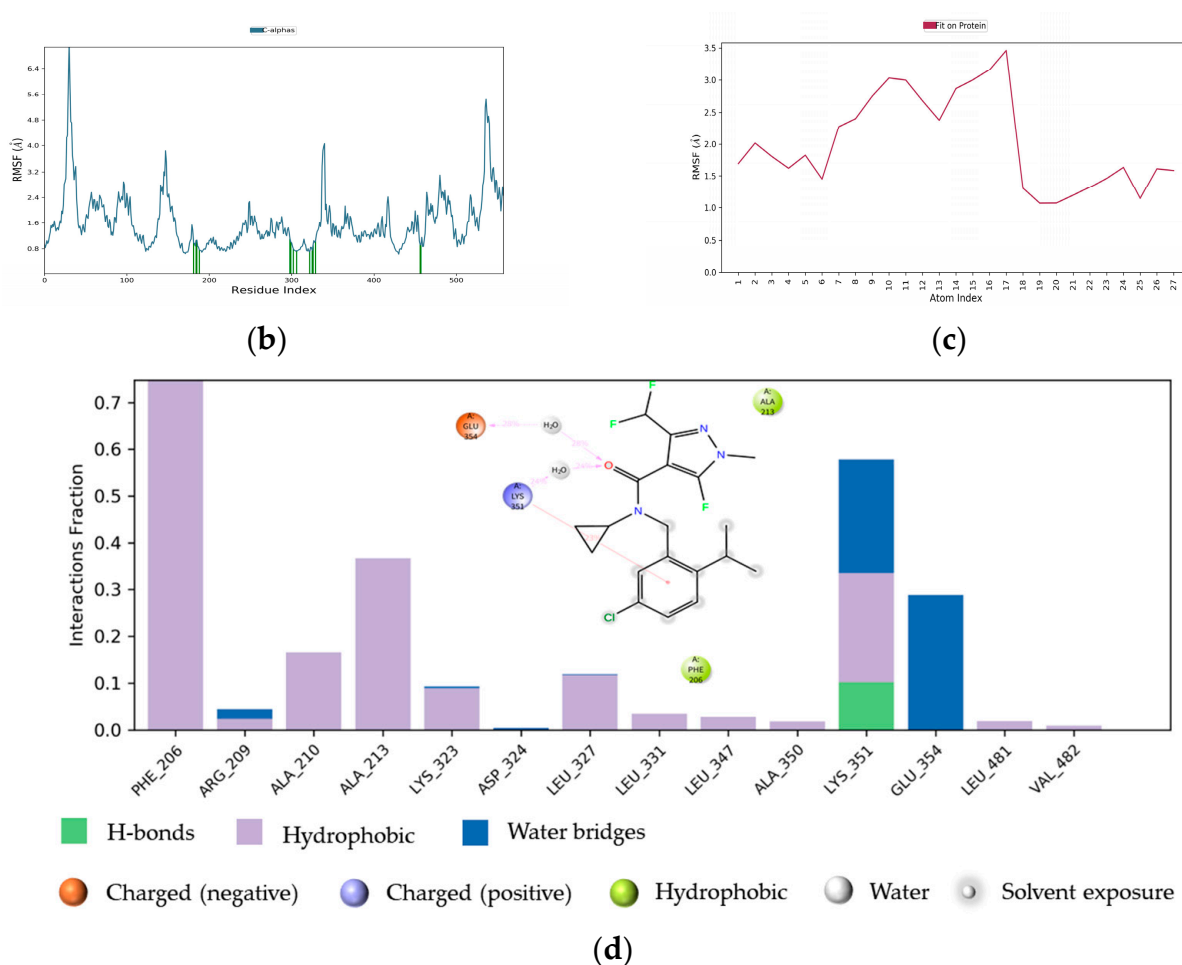 C-alphas
RMSF (Å)
6.4
5.6
4.8
4.0
3.2
2.4
1.6
0.8
0 100 200 300 400 500
Residue Index
(b)
Fit on Protein
RMSF (Å)
3.5
3.0
2.5
2.0
1.5
1.0
0.5
0.0
1 2 3 4 5 6 7 8 9 10 11 12 13 14 15 16 17 18 19 20 21 22 23 24 25 26 27
Atom Index
(c)
Interactions Fraction
0.7
0.6
0.5
0.4
0.3
0.2
0.1
0.0
A:
GLU
354
28%
H₂O
28%
A:
LYS
351
24%
H₂O
24%
F
F
N
N
O
F
N
Cl
A:
ALA
213
A:
PHE
206
PHE_206 ARG_209 ALA_210 ALA_213 LYS_323 ASP_324 LEU_327 LEU_331 LEU_347 ALA_350 LYS_351 GLU_354 LEU_481 VAL_482
H-bonds Hydrophobic Water bridges
Charged (negative) Charged (positive) Hydrophobic Water Solvent exposure
(d)